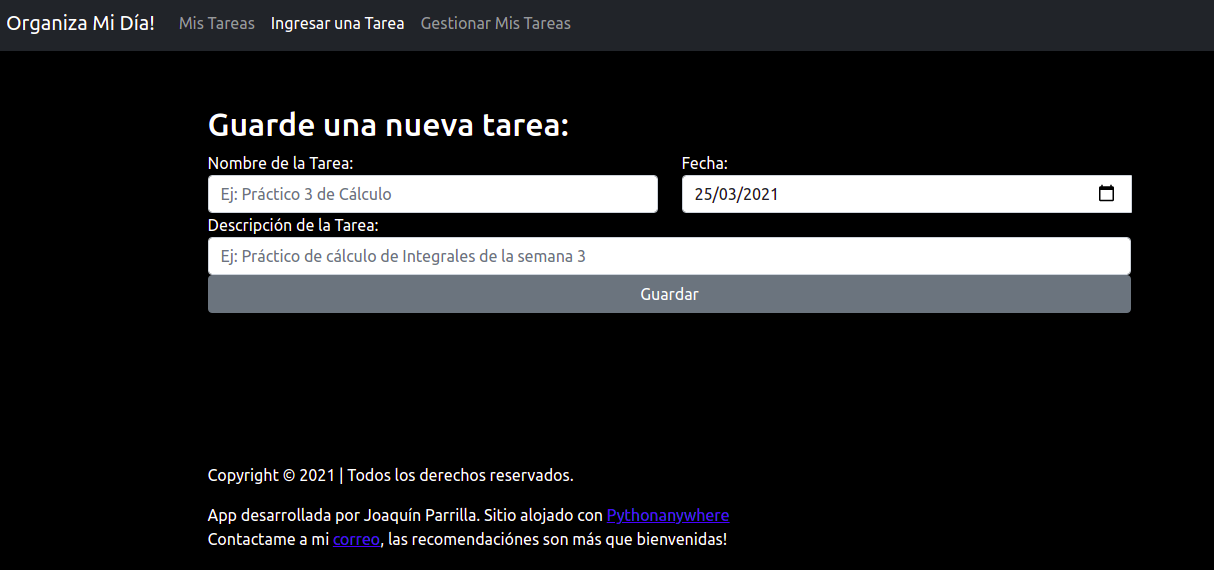 Organiza Mi Día! Mis Tareas Ingresar una Tarea Gestionar Mis Tareas
Guarde una nueva tarea:
Nombre de la Tarea: Fecha:
Ej: Práctico 3 de Cálculo 25/03/2021
Descripción de la Tarea:
Ej: Práctico de cálculo de Integrales de la semana 3
Guardar
Copyright © 2021 | Todos los derechos reservados.
App desarrollada por Joaquín Parrilla. Sitio alojado con Pythonanywhere
Contactame a mi correo, las recomendaciónes son más que bienvenidas!